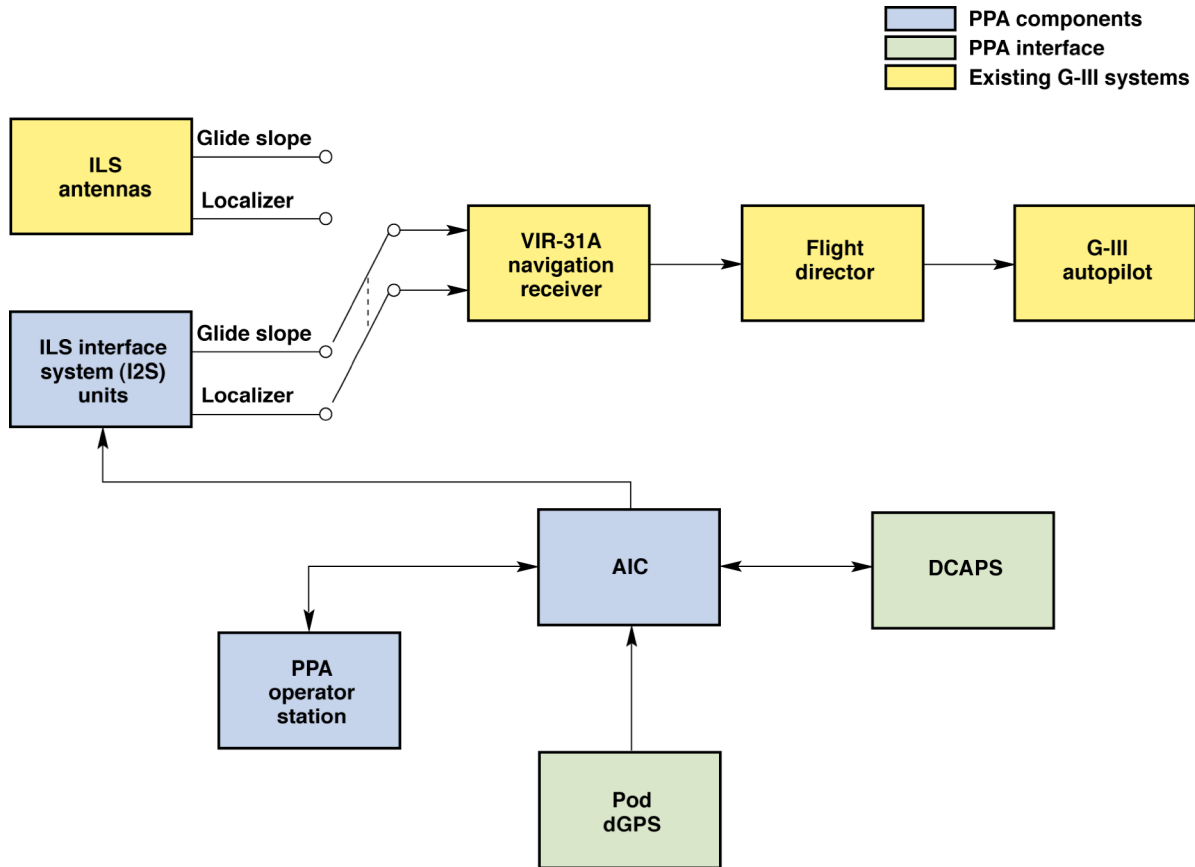 PPA components
PPA interface
Existing G-III systems
Glide slope
ILS
antennas
Localizer
VIR-31A
navigation
receiver
Flight
director
G-III
autopilot
Glide slope
ILS interface
system (I2S)
units
Localizer
AIC
DCAPS
PPA
operator
station
Pod
dGPS